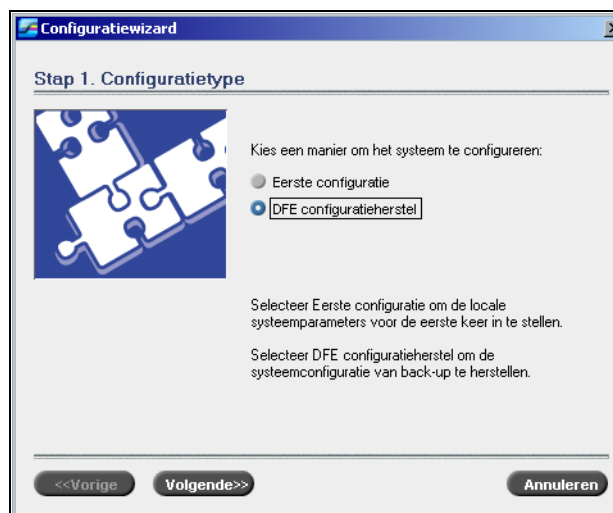 Configuratiewizard
Stap 1. Configuratietype
Kies een manier om het systeem te configureren:
Eerste configuratie
DFE configuratieherstel
Selecteer Eerste configuratie om de locale
systeemparameters voor de eerste keer in te stellen.
Selecteer DFE configuratieherstel om de
systeemconfiguratie van back-up te herstellen.
<<Vorige
Volgende>>
Annuleren